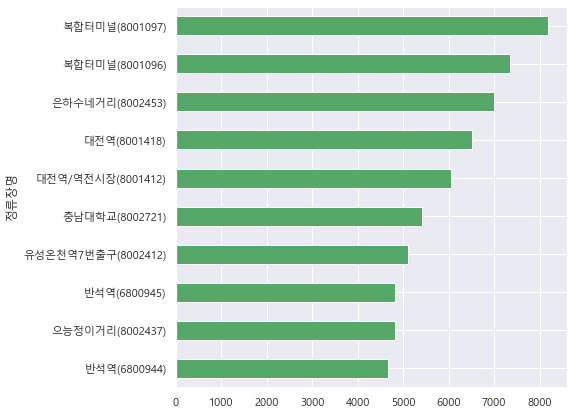 정류장명
복합터미널(8001097)
복합터미널(8001096)
은하수네거리(8002453)
대전역(8001418)
대전역/역전시장(8001412)
충남대학교(8002721)
유성온천역7번출구(8002412)
반석역(6800945)
으능정이거리(8002437)
반석역(6800944)
0 1000 2000 3000 4000 5000 6000 7000 8000